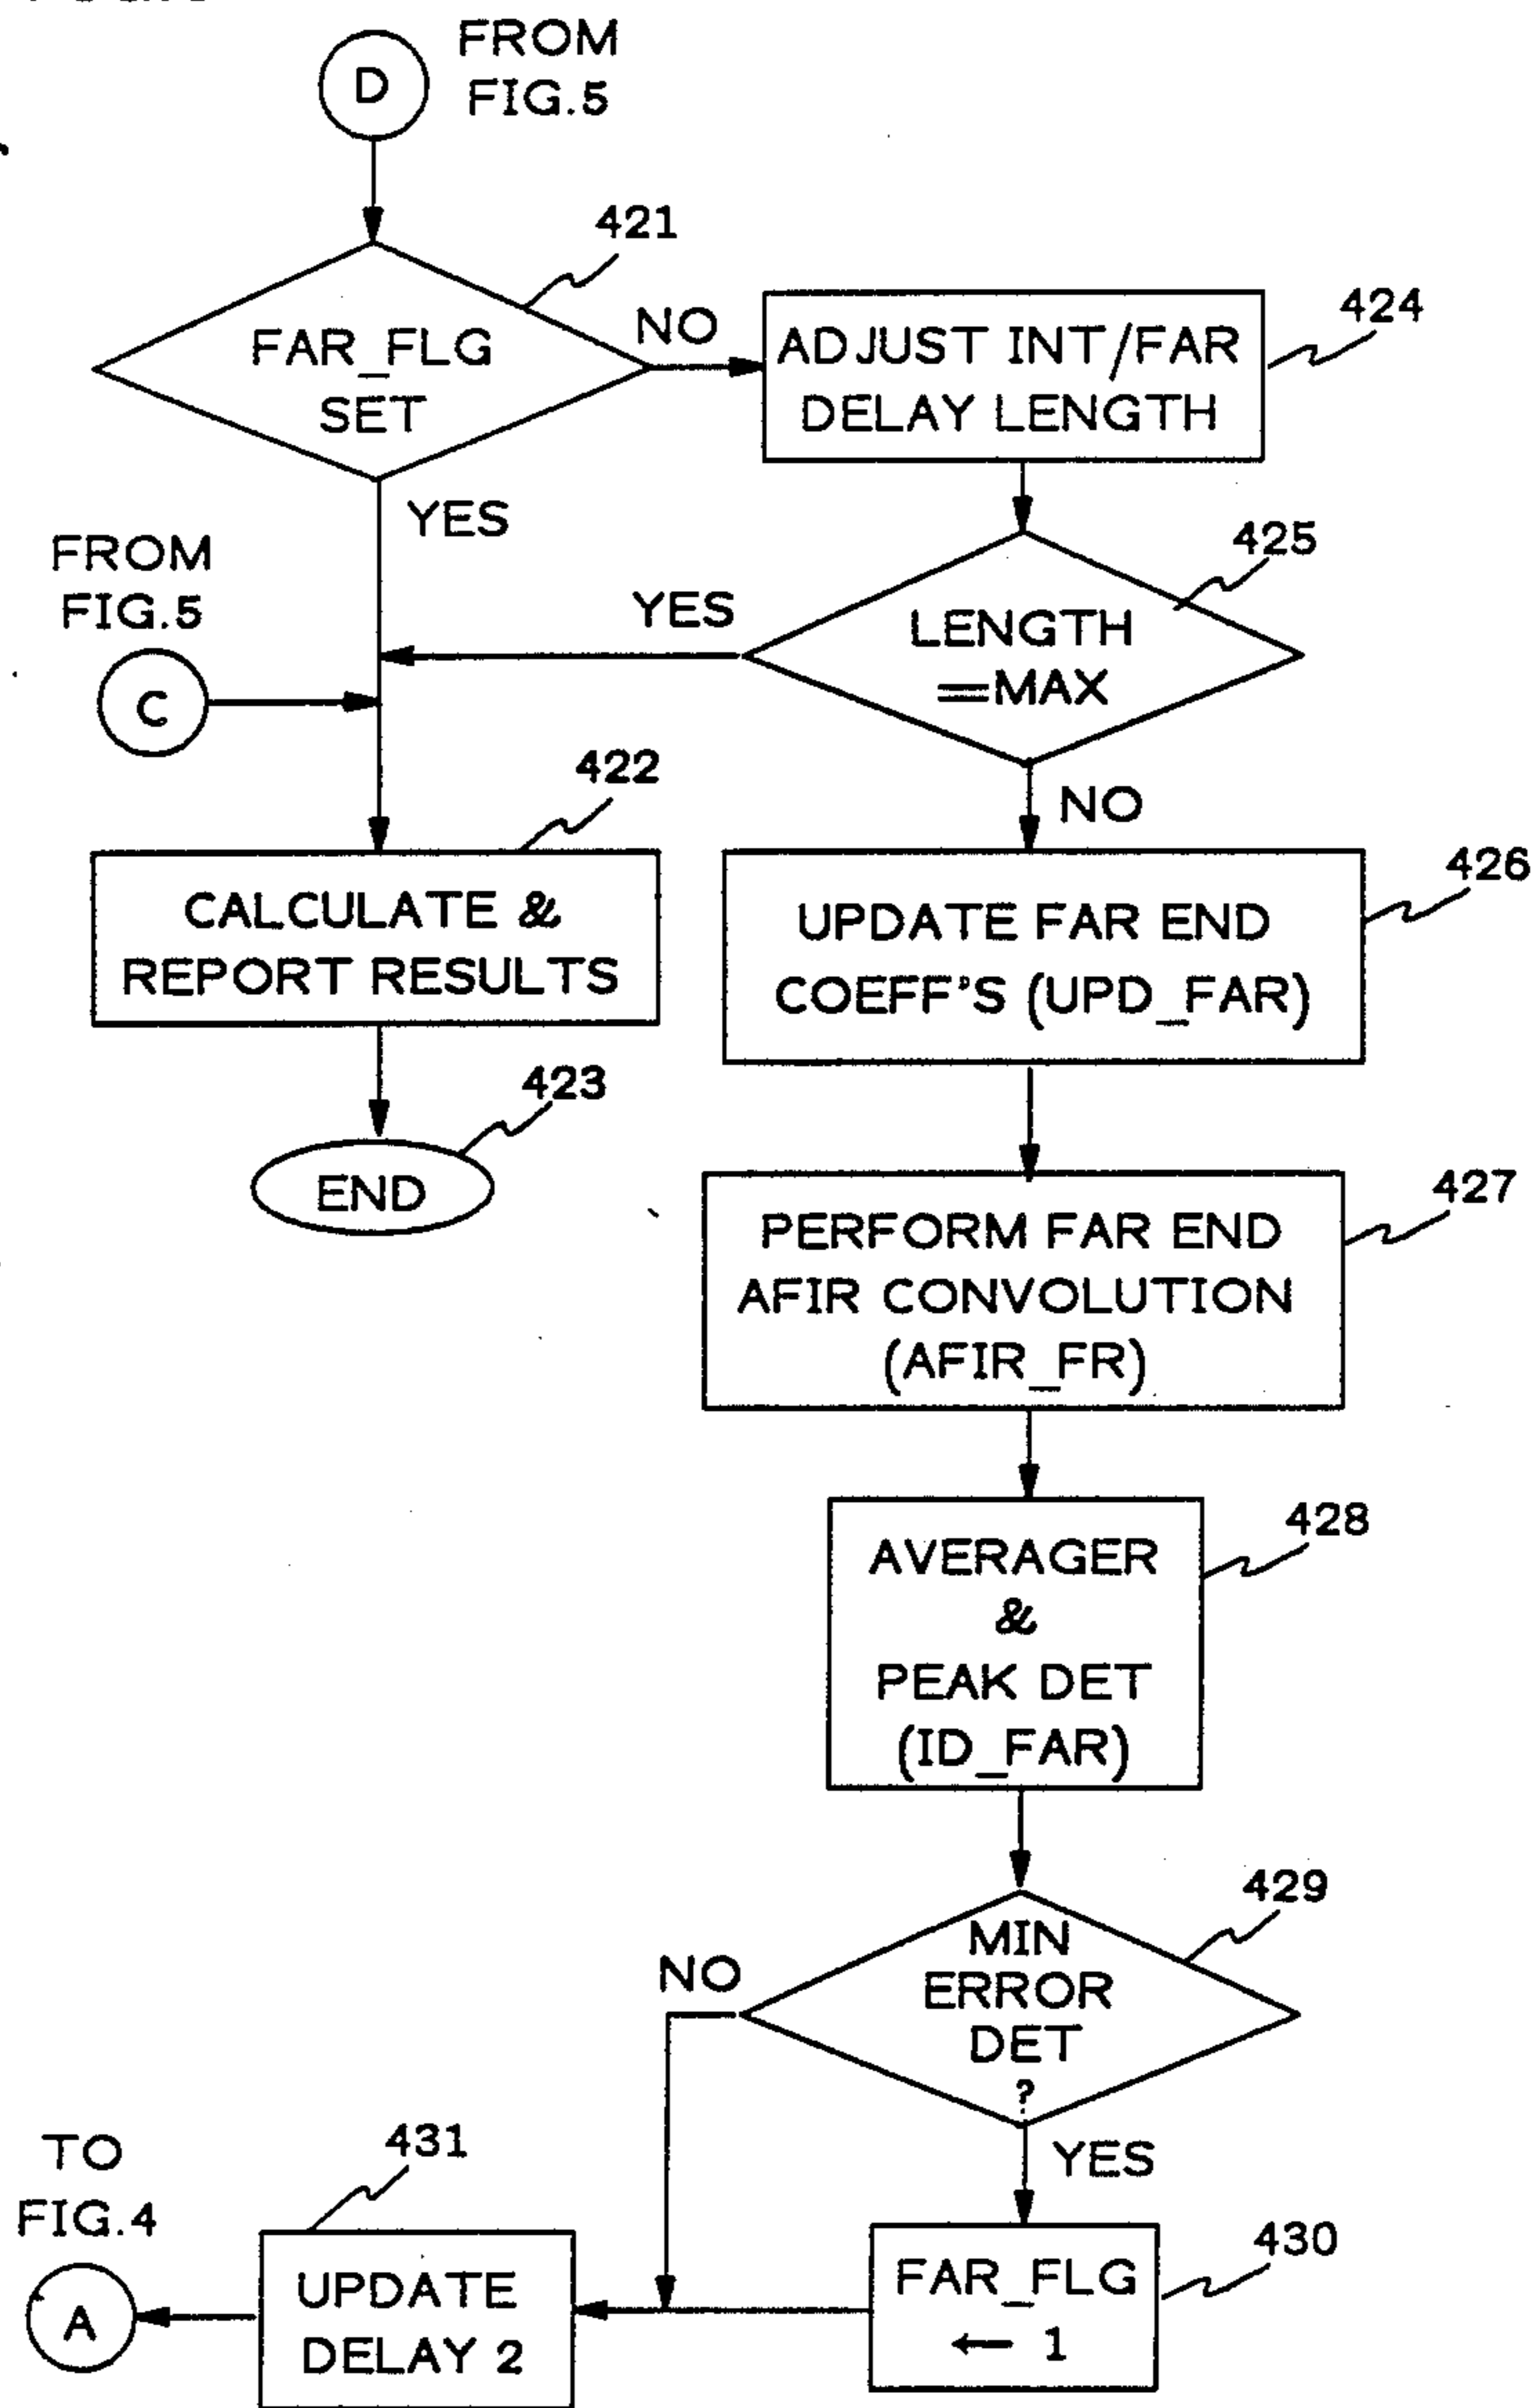 FROM
FIG.5
D
421
FAR_FLG
SET
NO
ADJUST INT/FAR
DELAY LENGTH
424
YES
FROM
FIG.5
C
YES
LENGTH
=MAX
425
NO
422
CALCULATE &
REPORT RESULTS
423
END
UPDATE FAR END
COEFF'S (UPD_FAR)
426
PERFORM FAR END
AFIR CONVOLUTION
(AFIR_FR)
427
AVERAGER
&
PEAK DET
(ID_FAR)
428
MIN
ERROR
DET
?
429
NO
YES
FAR_FLG
← 1
430
431
UPDATE
DELAY 2
TO
FIG.4
A